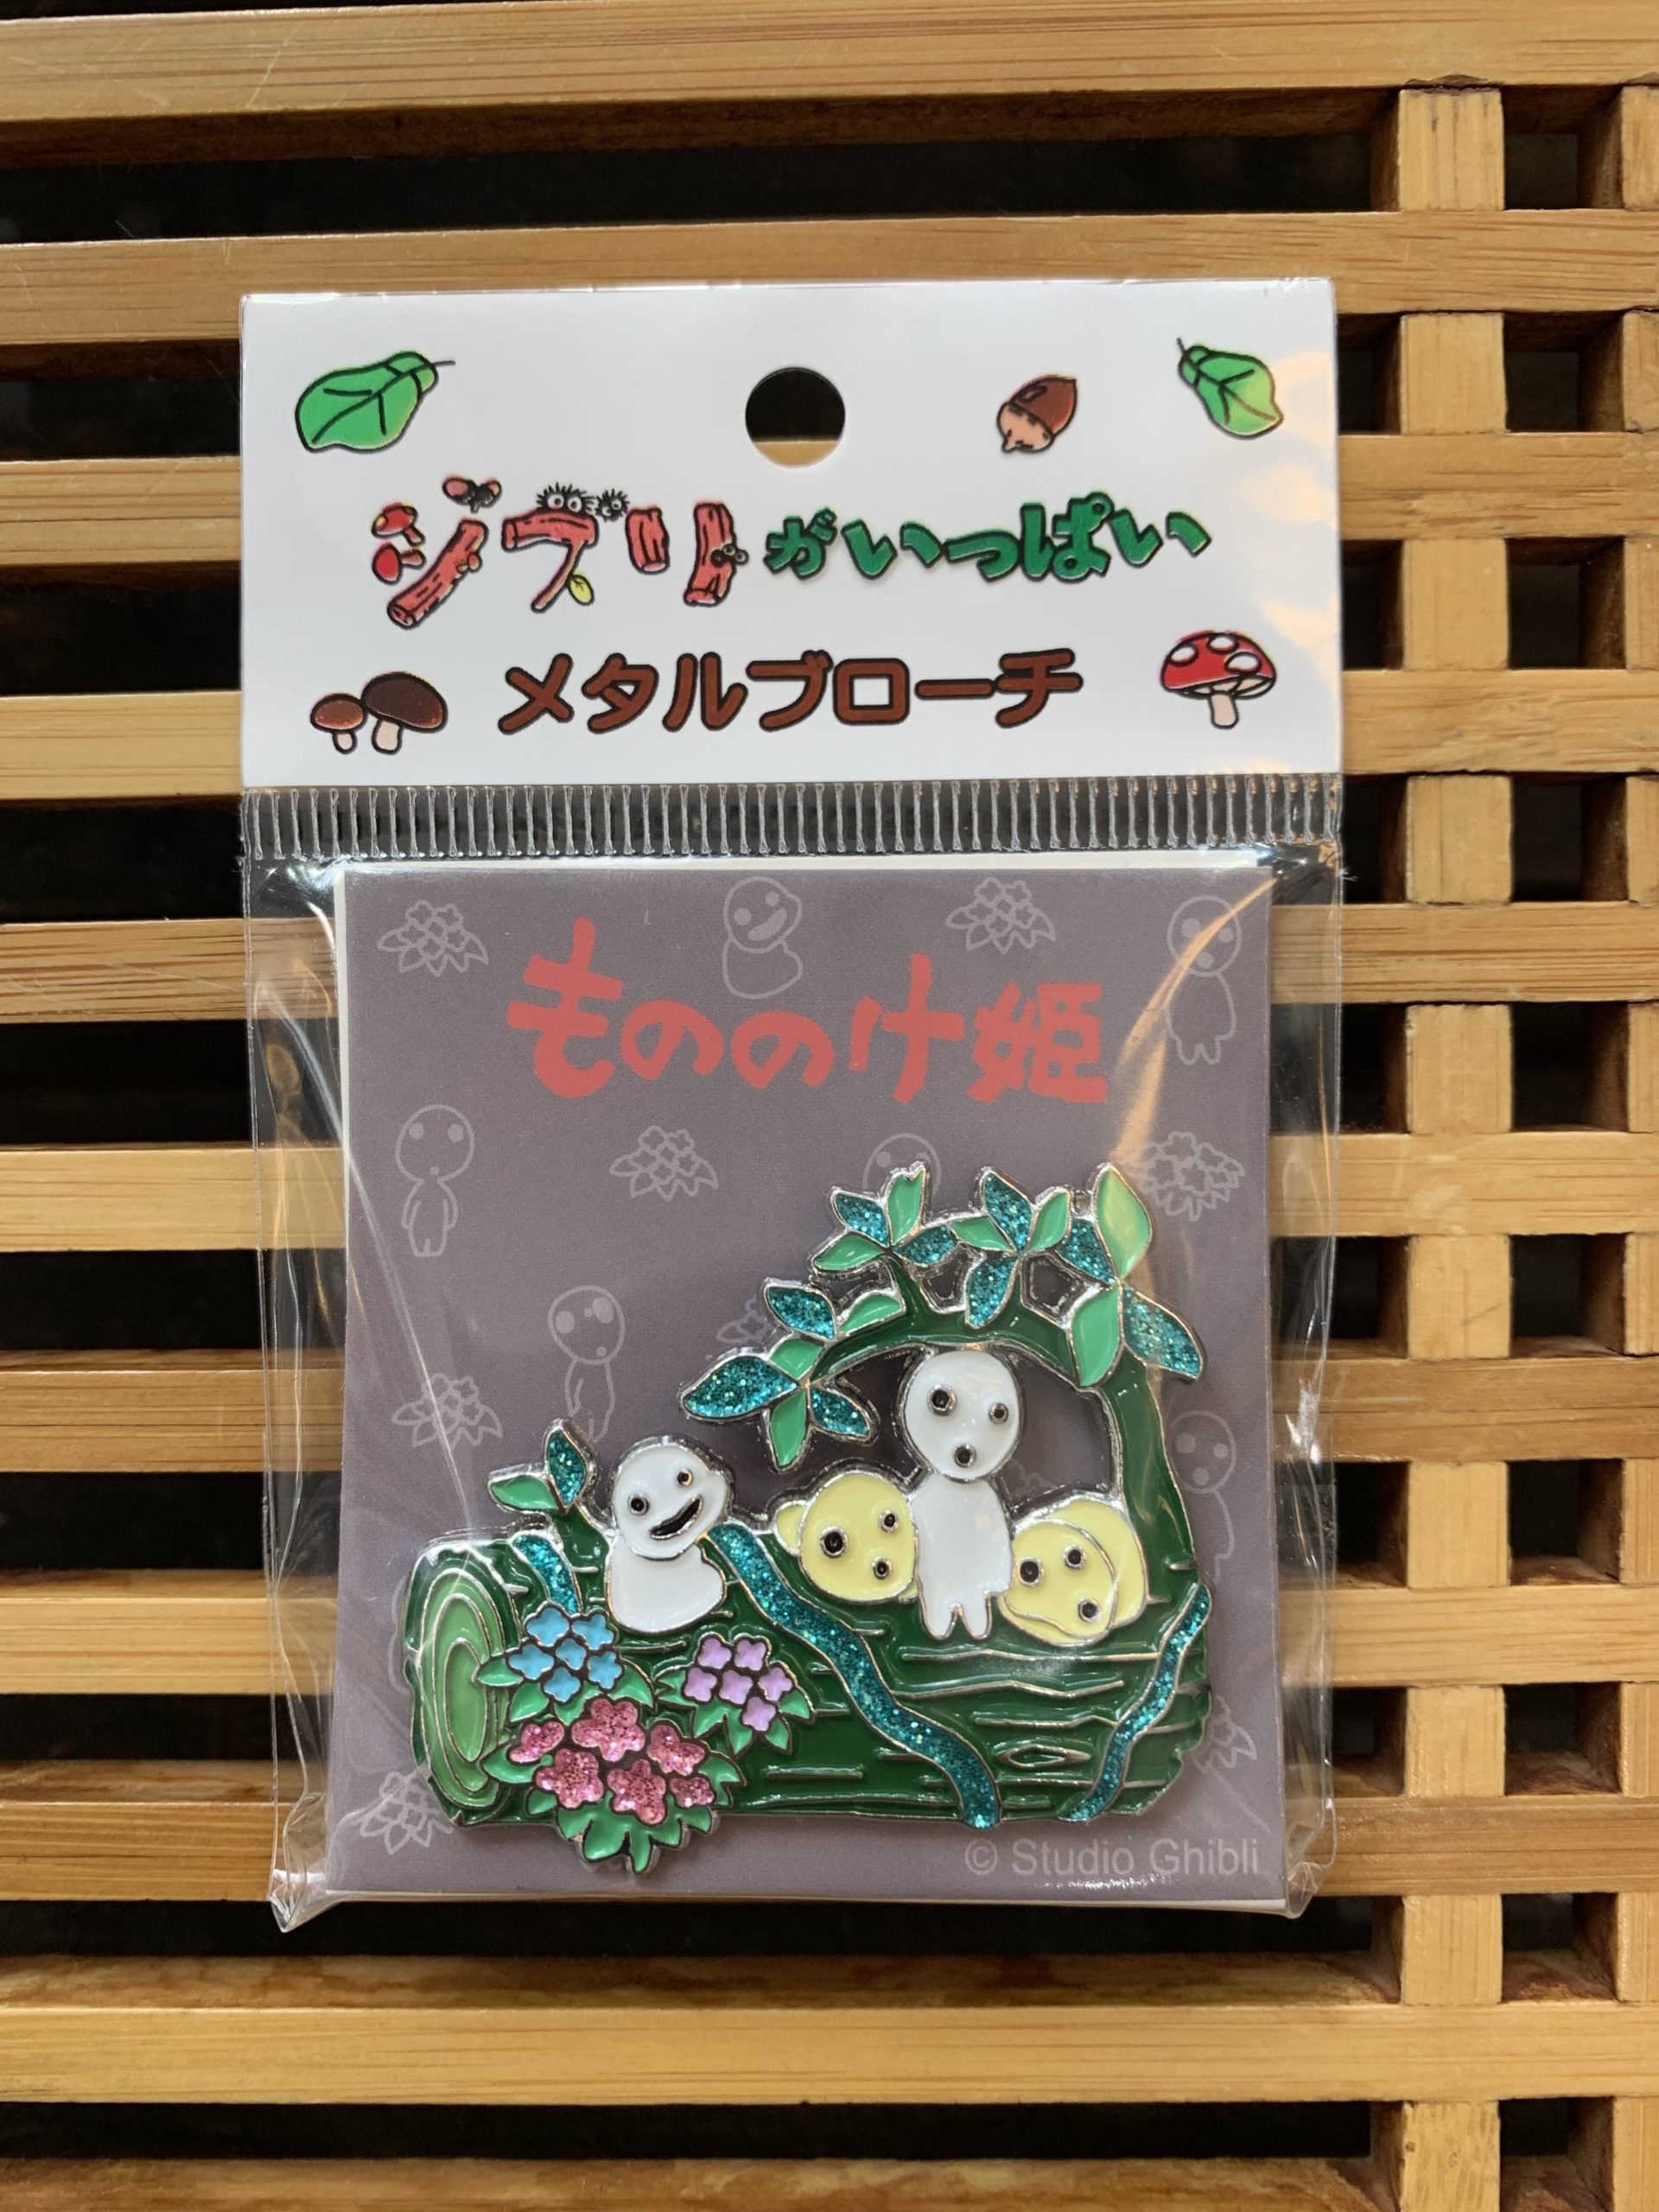 ジブリがいっぱい
メタルブローチ
もののけ姫
© Studio Ghibli